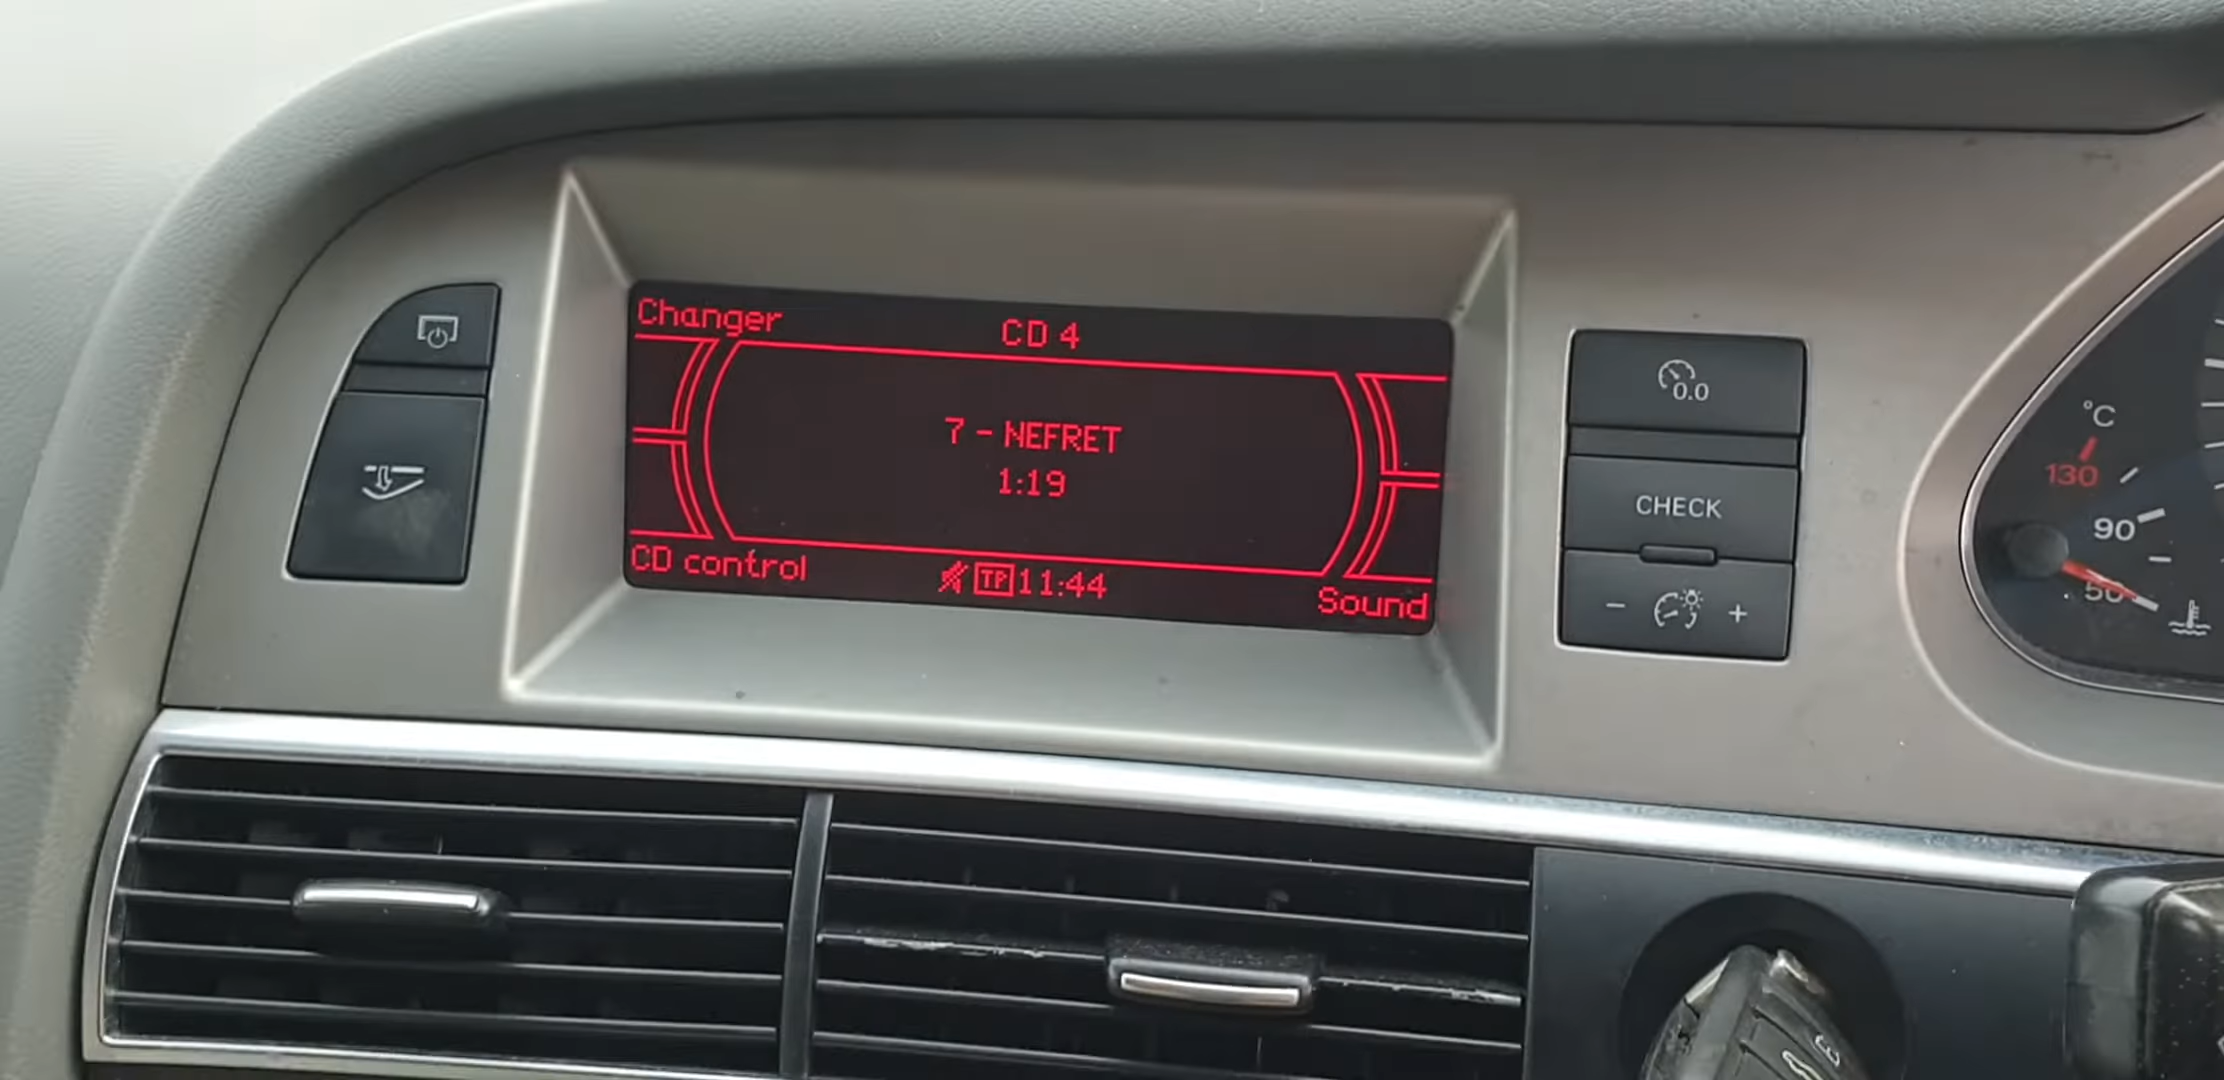 Changer
CD 4
7 - NEFRET
1:19
CD control
TP 11:44
Sound
0.0
CHECK
- +
°C
130
90
50